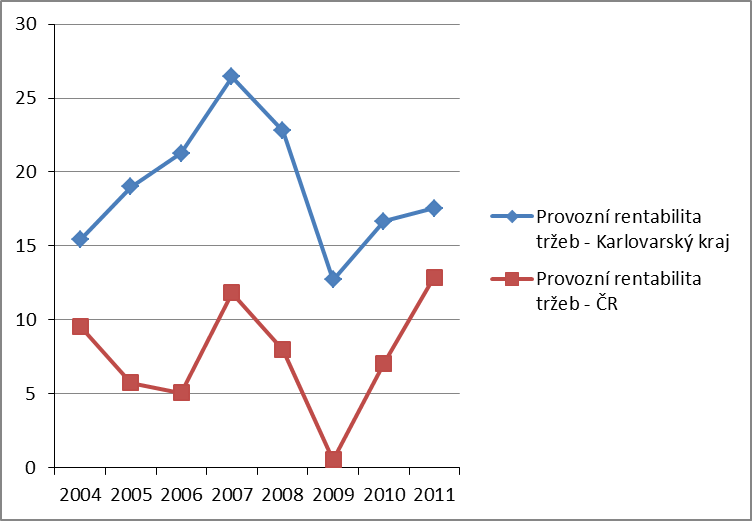 30
25
20
15
10
5
0
2004 2005 2006 2007 2008 2009 2010 2011
Provozní rentabilita
tržeb - Karlovarský kraj
Provozní rentabilita
tržeb - ČR